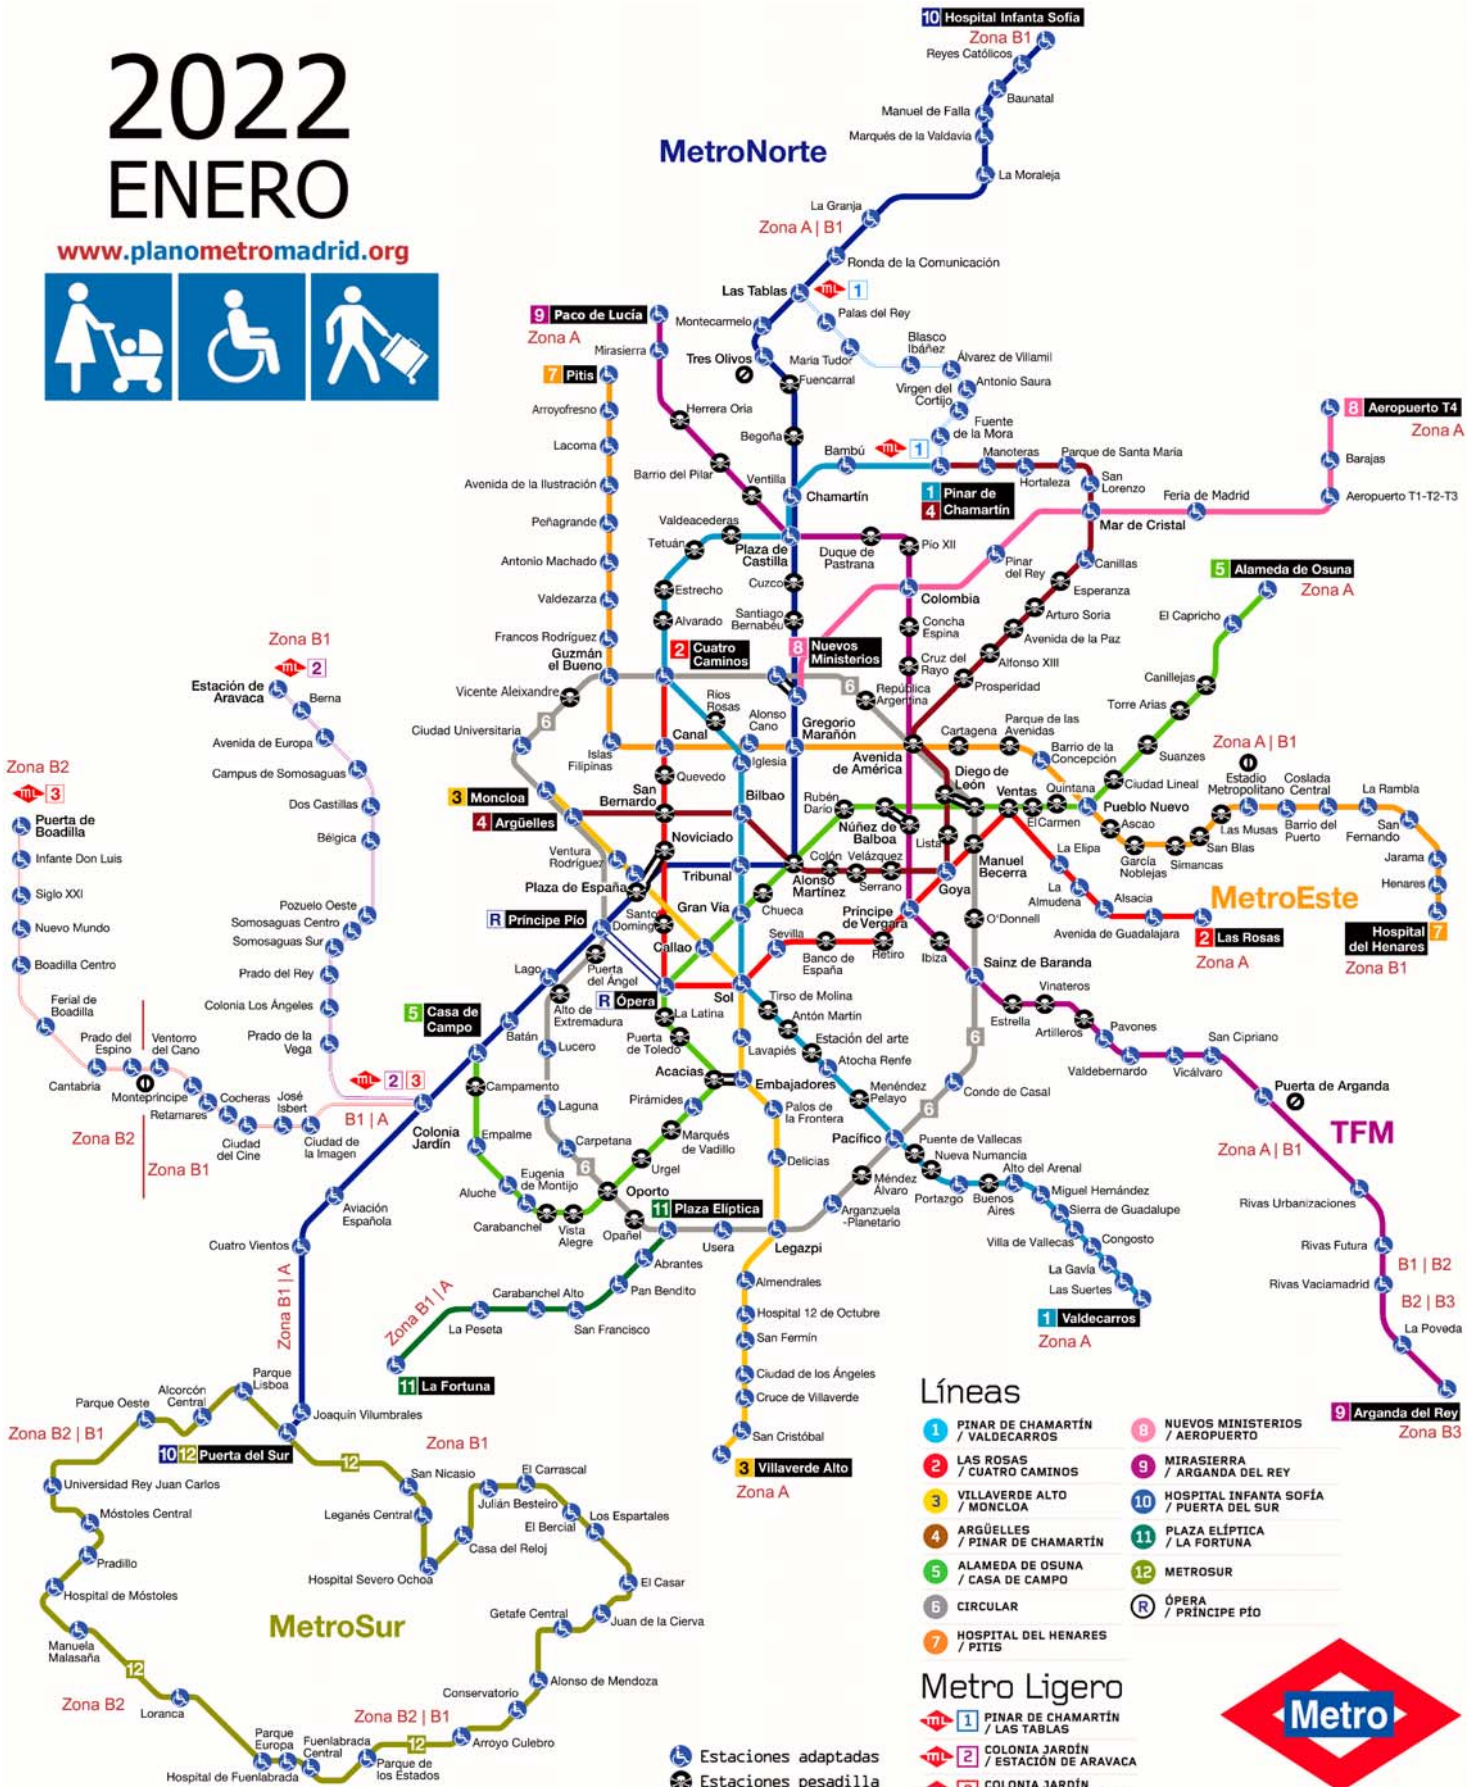 2022
ENERO
www.planometromadrid.org
10 Hospital Infanta Sofía
Zona B1
Reyes Católicos
Baunatal
Manuel de Falla
Marqués de la Valdavia
MetroNorte
La Moraleja
La Granja
Zona A | B1
Ronda de la Comunicación
Las Tablas
mL 1
9 Paco de Lucía
Zona A
Montecarmelo
Palas del Rey
Mirasierra
Tres Olivos
María Tudor
Blasco
Ibáñez
Álvarez de Villamil
7 Pitis
Fuencarral
Virgen del
Cortijo
Antonio Saura
Arroyofresno
Herrera Oria
Fuente
de la Mora
8 Aeropuerto T4
Zona A
Lacoma
Begoña
Bambú
mL 1
Manoteras
Parque de Santa María
Barajas
Avenida de la Ilustración
Barrio del Pilar
Ventilla
Chamartín
1 Pinar de
4 Chamartín
Hortaleza
San
Lorenzo
Feria de Madrid
Aeropuerto T1-T2-T3
Mar de Cristal
Peñagrande
Valdeacederas
Tetuán
Plaza de
Castilla
Duque de
Pastrana
Pío XII
Antonio Machado
Pinar
del Rey
Canillas
Cuzco
5 Alameda de Osuna
Zona A
Valdezarza
Estrecho
Colombia
Esperanza
Francos Rodríguez
Alvarado
Santiago
Bernabéu
Concha
Espina
Arturo Soria
El Capricho
Avenida de la Paz
Guzmán
el Bueno
2 Cuatro
Caminos
8 Nuevos
Ministerios
Cruz del
Rayo
Alfonso XIII
Zona B1
mL 2
Estación de
Aravaca
Berna
Vicente Aleixandre
6
6
República
Argentina
Prosperidad
Canillejas
Torre Arias
Ríos
Rosas
Alonso
Cano
Gregorio
Marañón
Ciudad Universitaria
Avenida de Europa
Islas
Filipinas
Canal
Iglesia
Avenida
de América
Cartagena
Parque de las
Avenidas
Barrio de la
Concepción
Suanzes
Zona A | B1
Estadio
Metropolitano
Coslada
Central
La Rambla
Zona B2
mL 3
Puerta de
Boadilla
Campus de Somosaguas
Quevedo
Diego de
León
Ciudad Lineal
Dos Castillas
3 Moncloa
4 Argüelles
San
Bernardo
Bilbao
Rubén
Darío
Ventas
Quintana
El Carmen
Pueblo Nuevo
Las Musas
Barrio del
Puerto
San
Fernando
Bélgica
Noviciado
Núñez de
Balboa
Lista
Ascao
San Blas
Infante Don Luis
Ventura
Rodríguez
Tribunal
Alonso
Martínez
Colón
Velázquez
Serrano
Goya
Manuel
Becerra
La Elipa
García
Noblejas
Simancas
Jarama
Siglo XXI
Plaza de España
La
Almudena
Alsacia
MetroEste
Henares
Pozuelo Oeste
R Príncipe Pío
Santo
Domingo
Gran Vía
Chueca
Príncipe
de Vergara
O'Donnell
Avenida de Guadalajara
2 Las Rosas
Zona A
Hospital
del Henares 7
Zona B1
Nuevo Mundo
Somosaguas Centro
Somosaguas Sur
Callao
Sevilla
Banco de
España
Retiro
Ibiza
Sainz de Baranda
Boadilla Centro
Prado del Rey
Lago
Puerta
del Ángel
R Ópera
Sol
Tirso de Molina
Vinateros
Colonia Los Ángeles
5 Casa de
Campo
Alto de
Extremadura
La Latina
Antón Martín
Estrella
Artilleros
Pavones
Ferial de
Boadilla
Prado de la
Vega
Batán
Lucero
Puerta
de Toledo
Lavapiés
Estación del arte
6
San Cipriano
Prado del
Espino
Ventorro
del Cano
Atocha Renfe
Valdebernardo
Vicálvaro
Cantabria
Montepríncipe
Retamares
Cocheras
José
Isbert
mL 2 3
Campamento
Acacias
Embajadores
Menéndez
Pelayo
Conde de Casal
Puerta de Arganda
Zona B2
Zona B1
Ciudad
del Cine
Ciudad de
la Imagen
B1 | A
Colonia
Jardín
Laguna
Pirámides
Palos de
la Frontera
6
Empalme
Carpetana
Marqués
de Vadillo
Pacífico
Puente de Vallecas
Nueva Numancia
Zona A | B1
TFM
6
Urgel
Delicias
Alto del Arenal
Aluche
Eugenia
de Montijo
Oporto
Méndez
Álvaro
Portazgo
Buenos
Aires
Miguel Hernández
Rivas Urbanizaciones
Aviación
Española
Carabanchel
Vista
Alegre
Opañel
11 Plaza Elíptica
Arganzuela
-Planetario
Sierra de Guadalupe
Cuatro Vientos
Usera
Legazpi
Villa de Vallecas
Congosto
Rivas Futura
B1 | B2
Abrantes
La Gavia
Zona B1 | A
Zona B1 | A
Carabanchel Alto
Pan Bendito
Almendrales
Las Suertes
Rivas Vaciamadrid
B2 | B3
La Peseta
San Francisco
Hospital 12 de Octubre
1 Valdecarros
Zona A
La Poveda
San Fermín
11 La Fortuna
Ciudad de los Ángeles
Cruce de Villaverde
9 Arganda del Rey
Zona B3
Parque
Lisboa
Alcorcón
Central
Parque Oeste
Joaquín Vilumbrales
San Cristóbal
Zona B2 | B1
10 12 Puerta del Sur
Zona B1
3 Villaverde Alto
Zona A
12
San Nicasio
El Carrascal
Universidad Rey Juan Carlos
Julián Besteiro
Móstoles Central
Leganés Central
El Bercial
Los Espartales
Pradillo
Casa del Reloj
Hospital Severo Ochoa
Hospital de Móstoles
El Casar
MetroSur
Getafe Central
Juan de la Cierva
Manuela
Malasaña
12
Alonso de Mendoza
Zona B2
Loranca
Conservatorio
Zona B2 | B1
Parque
Europa
Fuenlabrada
Central
12
Arroyo Culebro
Hospital de Fuenlabrada
Parque de
los Estados
Estaciones adaptadas
Estaciones pesadilla
Líneas
1 PINAR DE CHAMARTÍN
/ VALDECARROS
2 LAS ROSAS
/ CUATRO CAMINOS
3 VILLAVERDE ALTO
/ MONCLOA
4 ARGÜELLES
/ PINAR DE CHAMARTÍN
5 ALAMEDA DE OSUNA
/ CASA DE CAMPO
6 CIRCULAR
7 HOSPITAL DEL HENARES
/ PITIS
8 NUEVOS MINISTERIOS
/ AEROPUERTO
9 MIRASIERRA
/ ARGANDA DEL REY
10 HOSPITAL INFANTA SOFÍA
/ PUERTA DEL SUR
11 PLAZA ELÍPTICA
/ LA FORTUNA
12 METROSUR
R ÓPERA
/ PRÍNCIPE PÍO
Metro Ligero
mL 1 PINAR DE CHAMARTÍN
/ LAS TABLAS
mL 2 COLONIA JARDÍN
/ ESTACIÓN DE ARAVACA
COLONIA JARDÍN
Metro